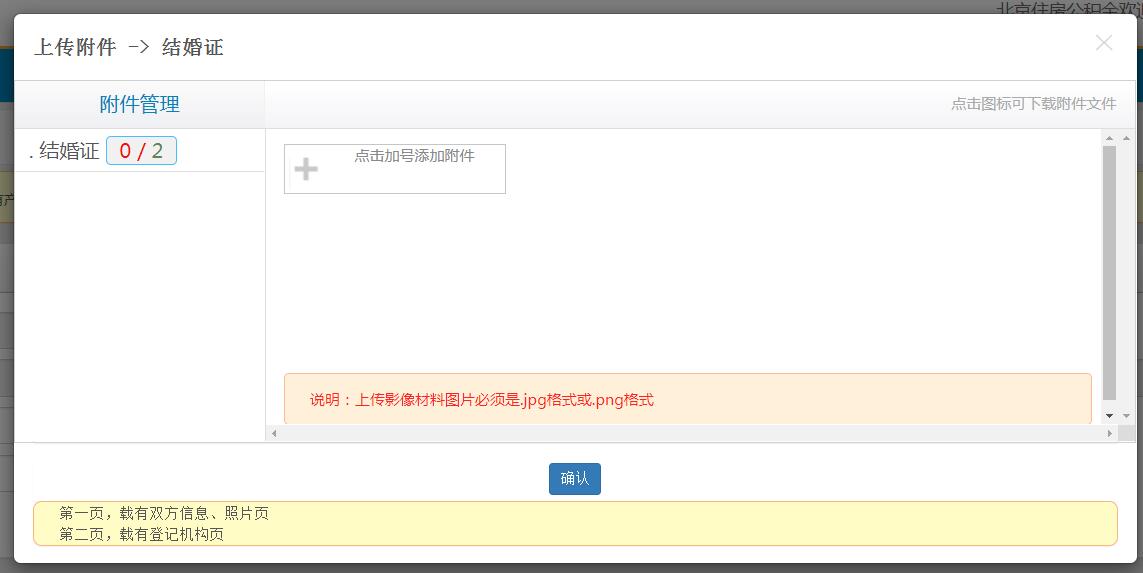 北京住房公积金欢迎
上传附件 -> 结婚证
附件管理
点击图标可下载附件文件
. 结婚证 0 / 2
点击加号添加附件
说明：上传影像材料图片必须是.jpg格式或.png格式
确认
第一页，载有双方信息、照片页
第二页，载有登记机构页